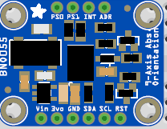 PS0 PS1 INT ADR
BNO055
9-Axis Abs.
Orientation
Vin 3vo GND SDA SCL RST